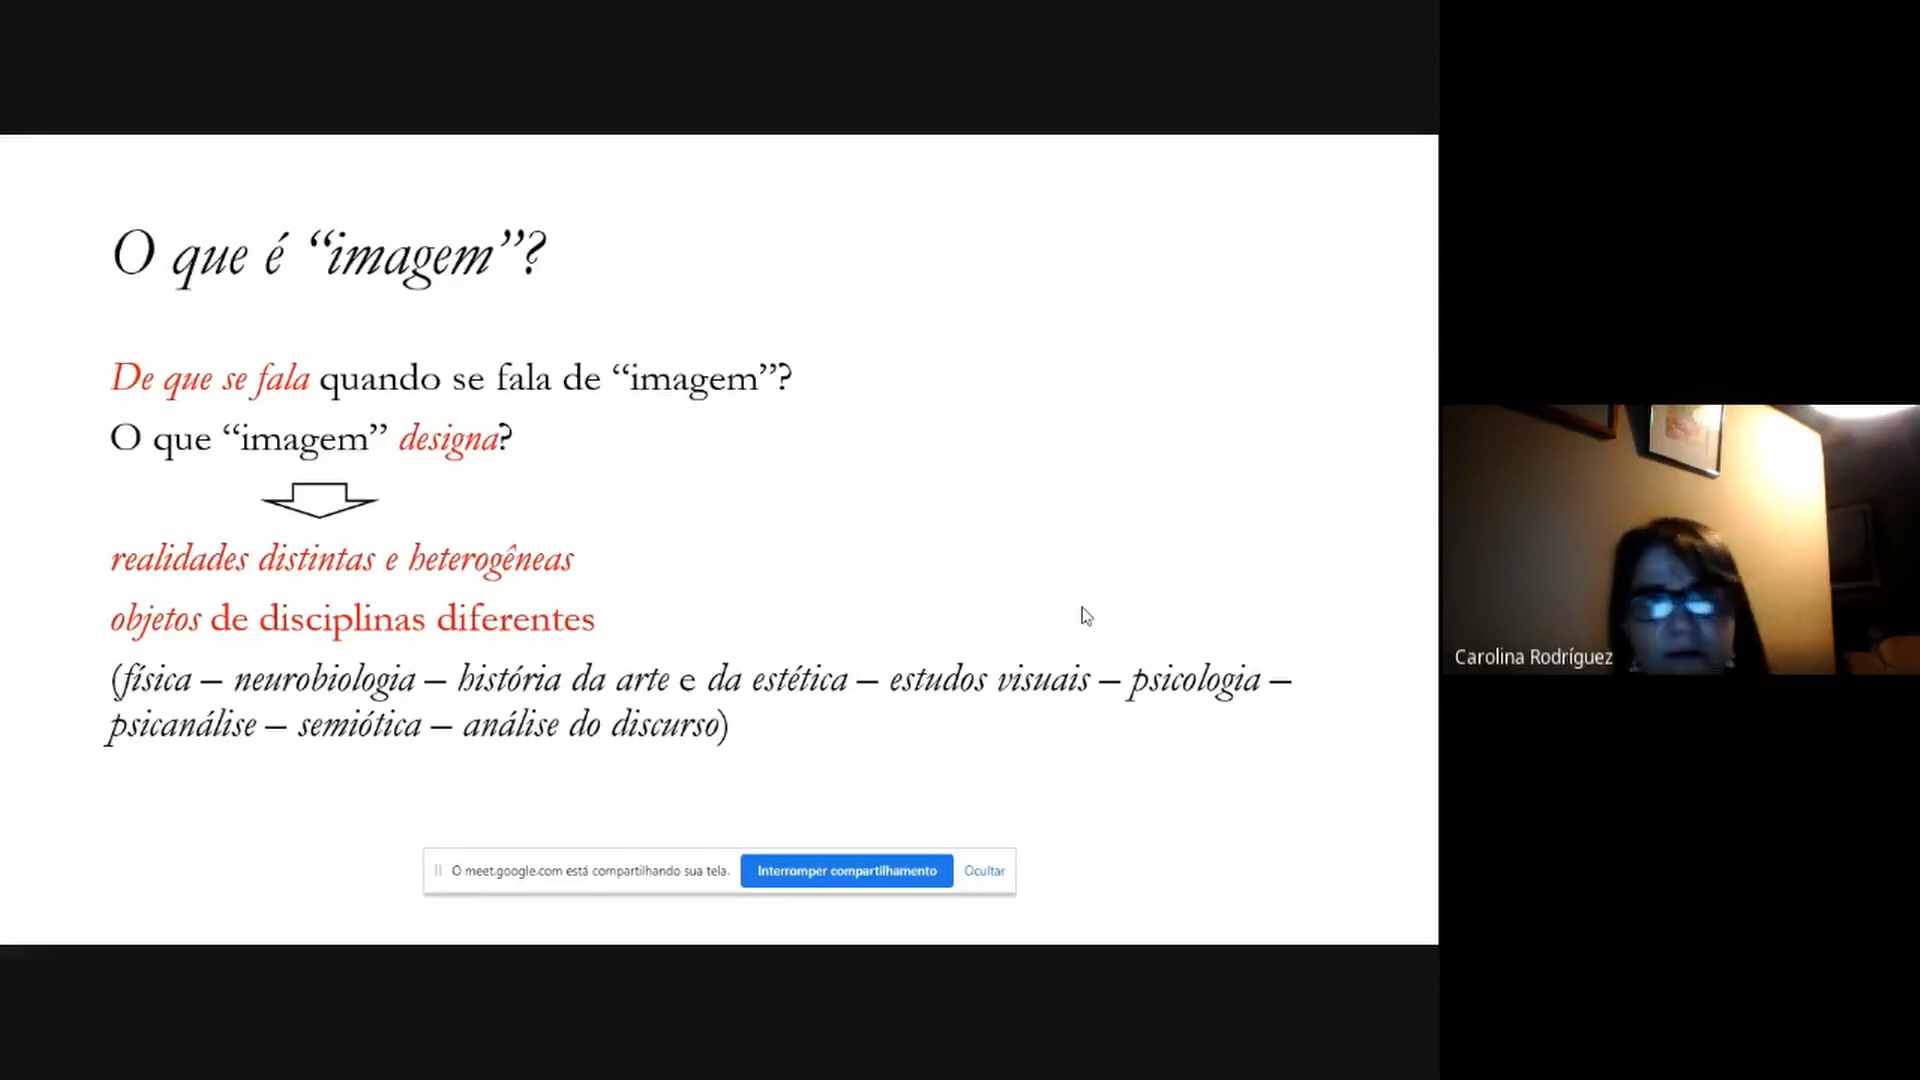 O que é “imagem”?
De que se fala quando se fala de “imagem”?
O que “imagem” designa?
realidades distintas e heterogêneas
objetos de disciplinas diferentes
(física – neurobiologia – história da arte e da estética – estudos visuais – psicologia –
psicanálise – semiótica – análise do discurso)
O meet.google.com está compartilhando sua tela. Interromper compartilhamento Ocultar
Carolina Rodríguez